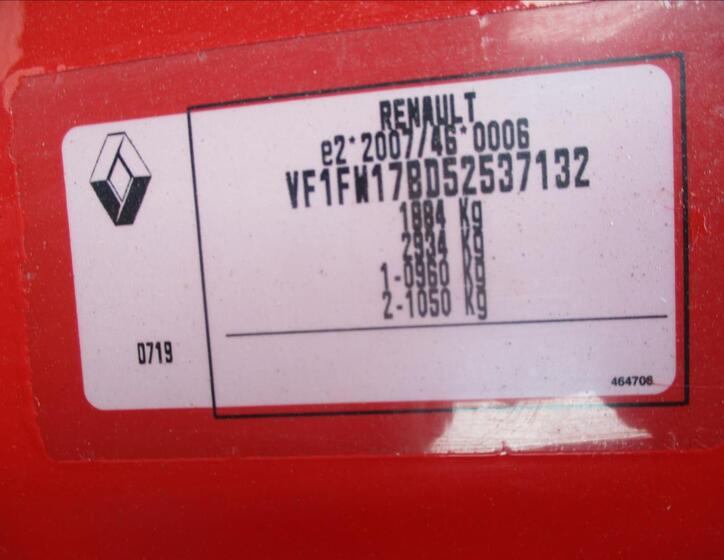 RENAULT
e2*2007/46*0006
VF1FW17BD52537132
1884 Kg
2934 Kg
1-0960 Kg
2-1050 Kg
0719
464706